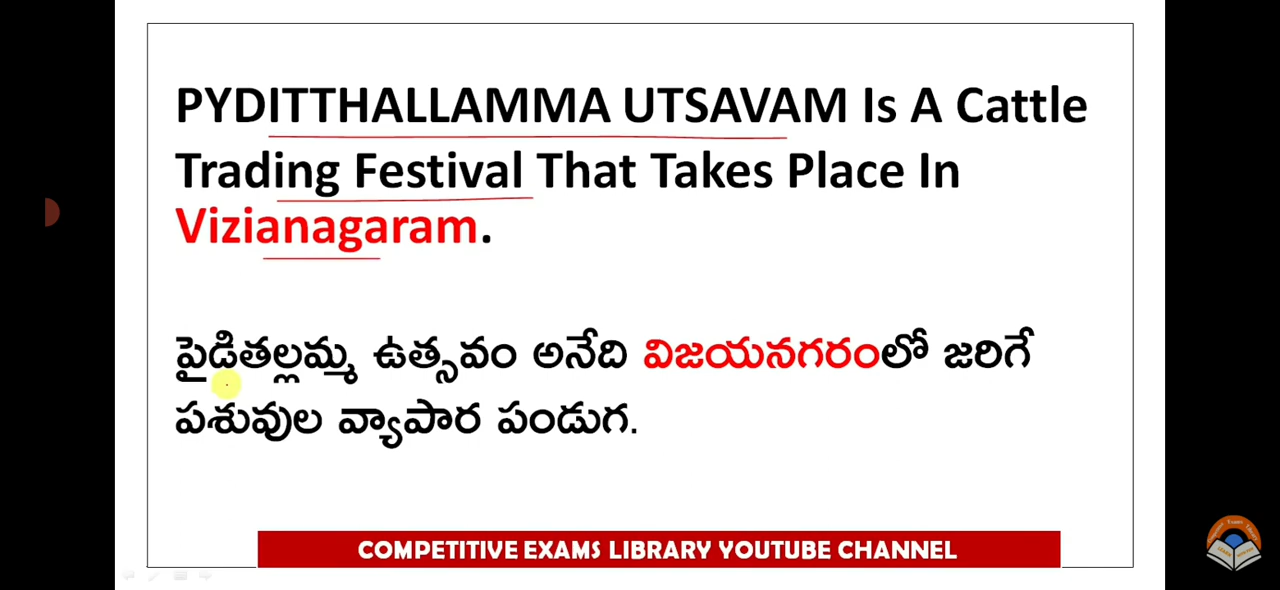 PYDITTHALLAMMA UTSAVAM Is A Cattle
Trading Festival That Takes Place In
Vizianagaram.
పైడితల్లమ్మ ఉత్సవం అనేది విజయనగరంలో జరిగే
పశువుల వ్యాపార పండుగ.
COMPETITIVE EXAMS LIBRARY YOUTUBE CHANNEL